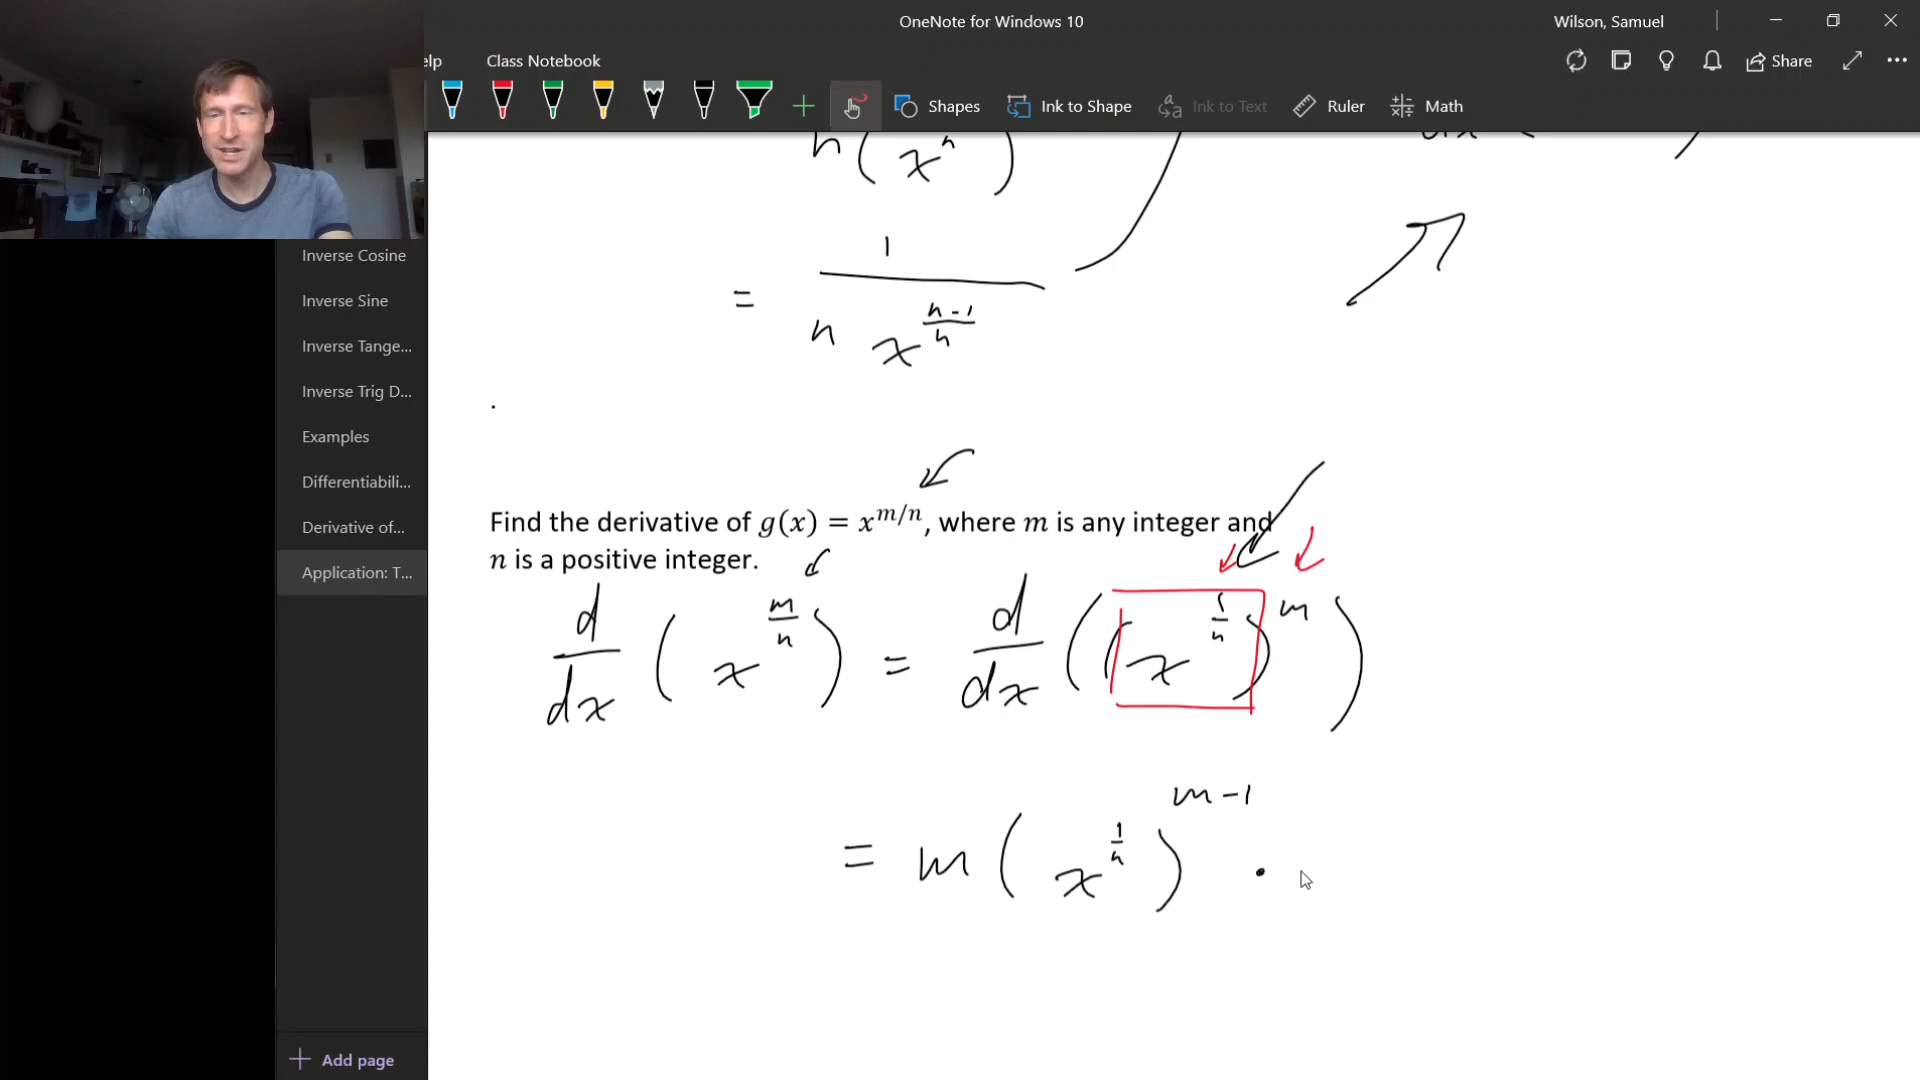 OneNote for Windows 10
Wilson, Samuel
elp
Class Notebook
Share
Shapes
Ink to Shape
Ink to Text
Ruler
Math
Inverse Cosine
Inverse Sine
Inverse Tange...
Inverse Trig D...
Examples
Differentiabili...
Derivative of...
Application: T...
Add page
n(x^n)
= 1/(n x^((n-1)/n))
.
Find the derivative of g(x) = x^{m/n}, where m is any integer and
n is a positive integer.
d/dx (x^(m/n)) = d/dx ((x^(1/n))^m)
= m (x^(1/n))^(m-1) ·